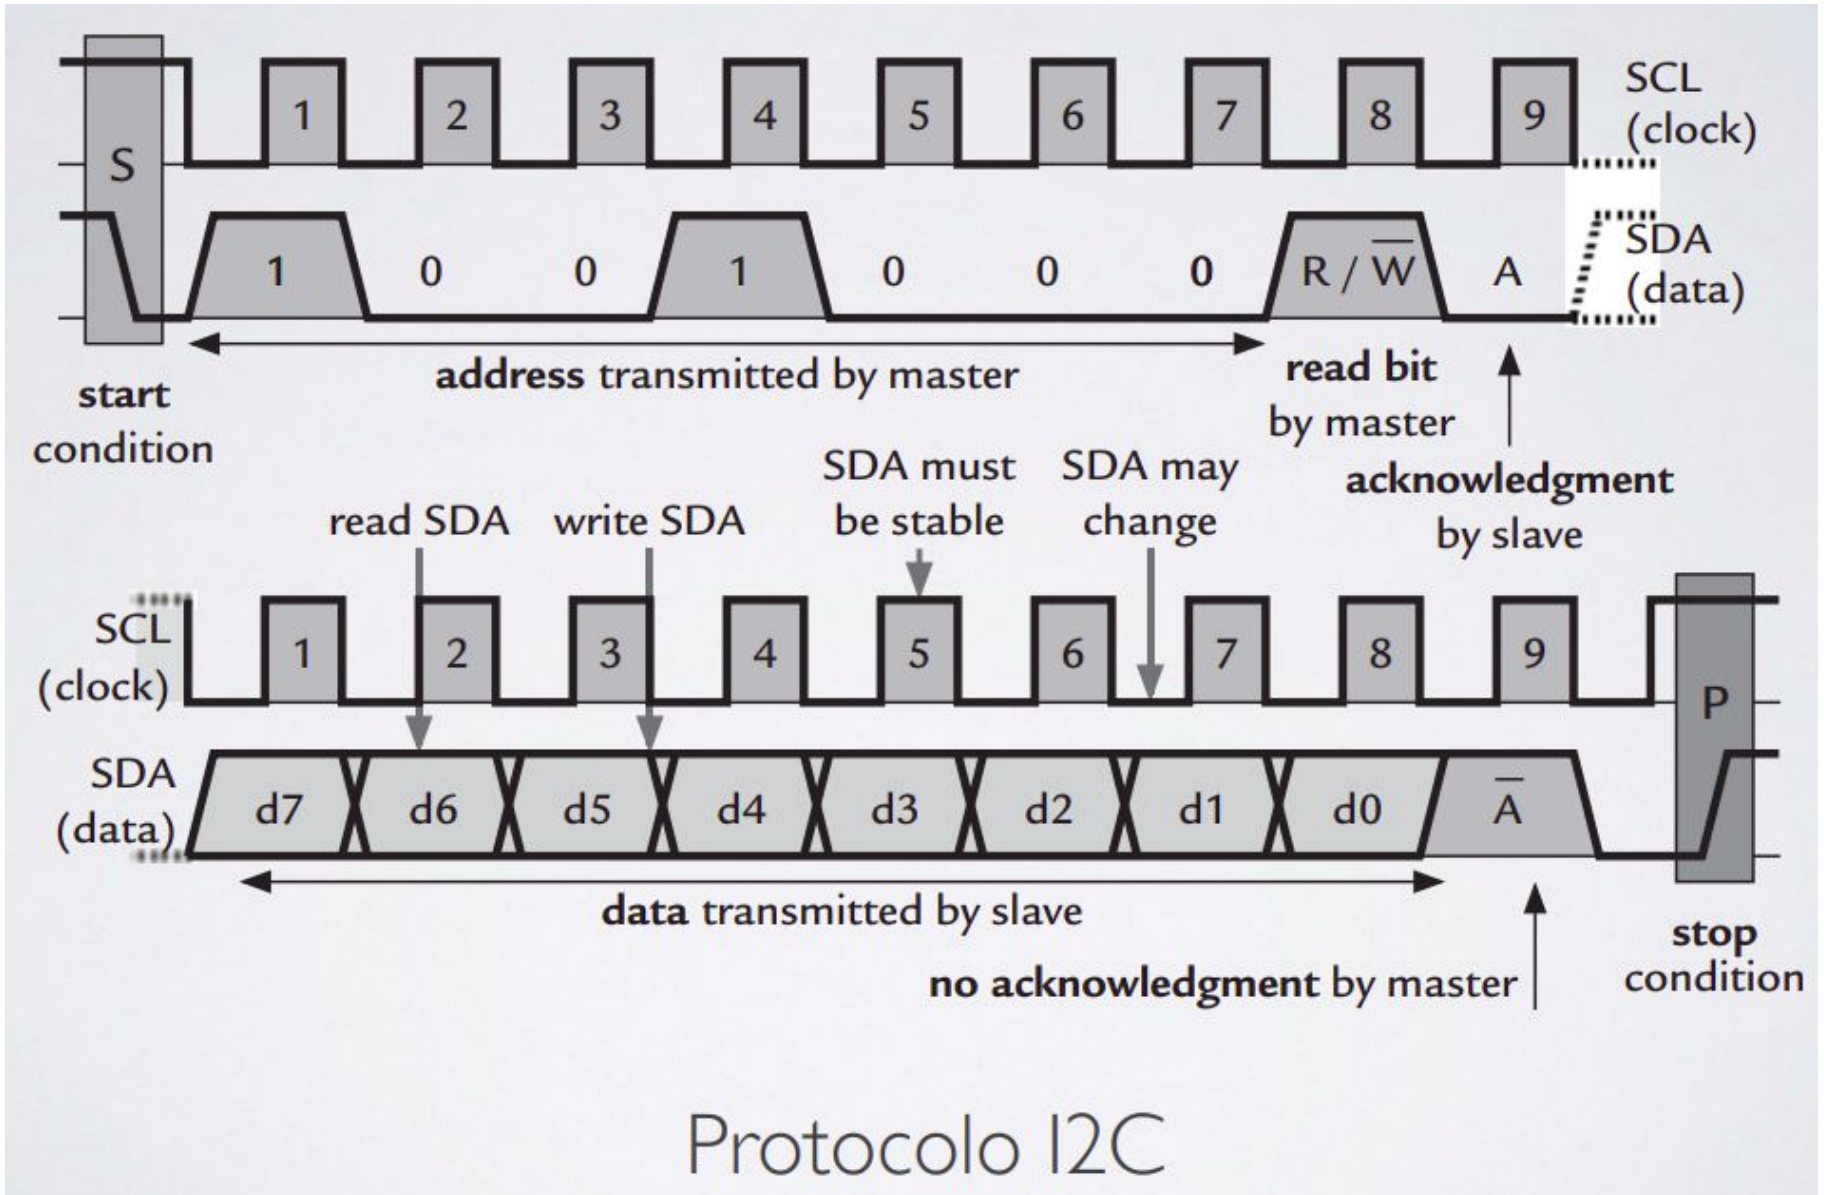 1 2 3 4 5 6 7 8 9
SCL
(clock)
S
1 0 0 1 0 0 0 R / W̅ A
SDA
(data)
start
condition
address transmitted by master
read bit
by master
acknowledgment
by slave
read SDA
write SDA
SDA must
be stable
SDA may
change
SCL
(clock)
1 2 3 4 5 6 7 8 9
P
SDA
(data)
d7 d6 d5 d4 d3 d2 d1 d0 A̅
data transmitted by slave
no acknowledgment by master
stop
condition
Protocolo I2C